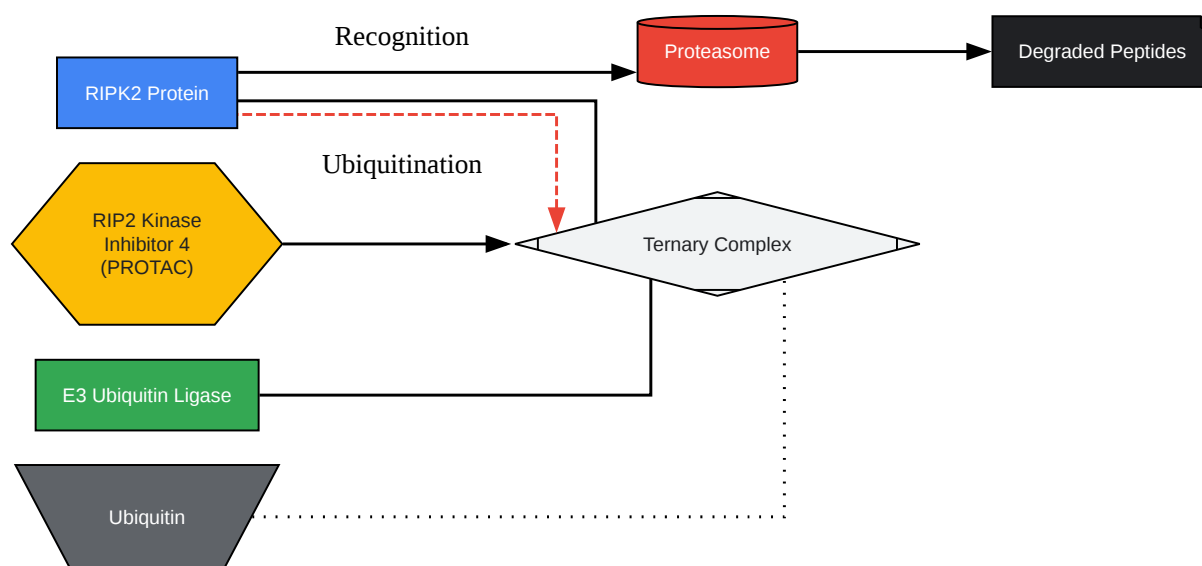 Recognition
Proteasome
Degraded Peptides
RIPK2 Protein
Ubiquitination
RIP2 Kinase
Inhibitor 4
(PROTAC)
Ternary Complex
E3 Ubiquitin Ligase
Ubiquitin